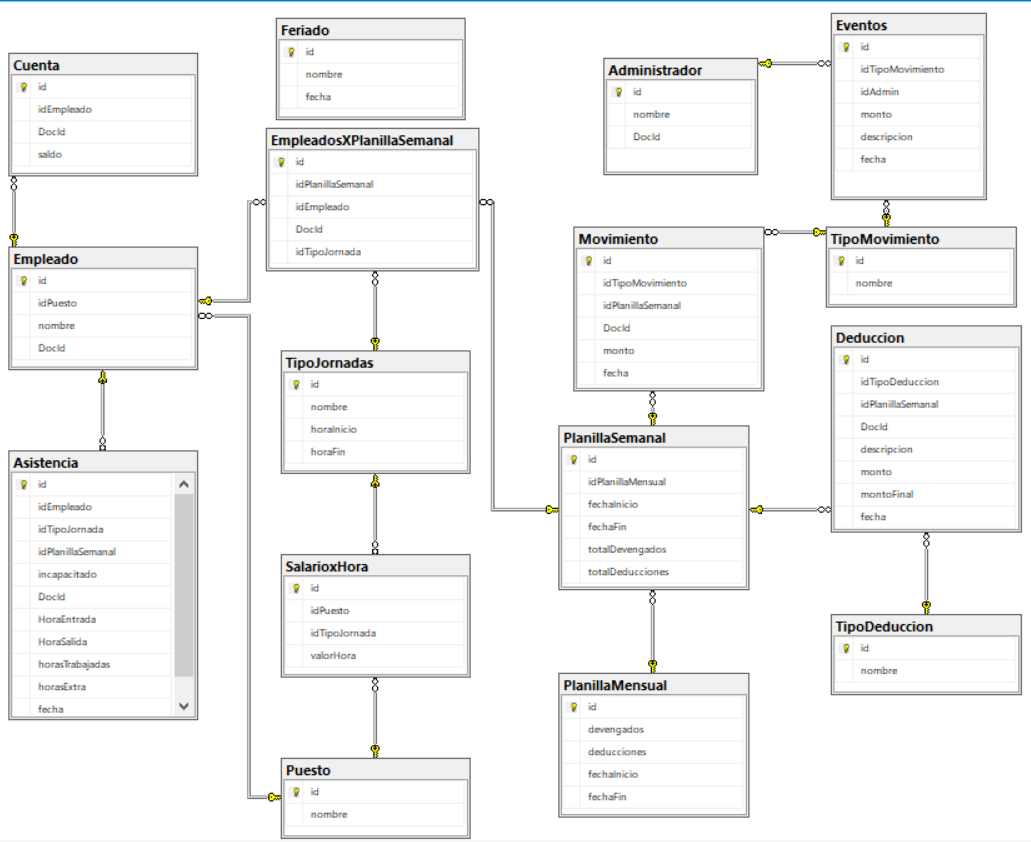 Cuenta
id
idEmpleado
DocId
saldo
Feriado
id
nombre
fecha
Administrador
id
nombre
DocId
Eventos
id
idTipoMovimiento
idAdmin
monto
descripcion
fecha
EmpleadosXPlanillaSemanal
id
idPlanillaSemanal
idEmpleado
DocId
idTipoJornada
Empleado
id
idPuesto
nombre
DocId
Movimiento
id
idTipoMovimiento
idPlanillaSemanal
DocId
monto
fecha
TipoMovimiento
id
nombre
TipoJornadas
id
nombre
horaInicio
horaFin
Deduccion
id
idTipoDeduccion
idPlanillaSemanal
DocId
descripcion
monto
montoFinal
fecha
Asistencia
id
idEmpleado
idTipoJornada
idPlanillaSemanal
incapacitado
DocId
HoraEntrada
HoraSalida
horasTrabajadas
horasExtra
fecha
PlanillaSemanal
id
idPlanillaMensual
fechaInicio
fechaFin
totalDevengados
totalDeducciones
SalarioxHora
id
idPuesto
idTipoJornada
valorHora
TipoDeduccion
id
nombre
PlanillaMensual
id
devengados
deducciones
fechaInicio
fechaFin
Puesto
id
nombre